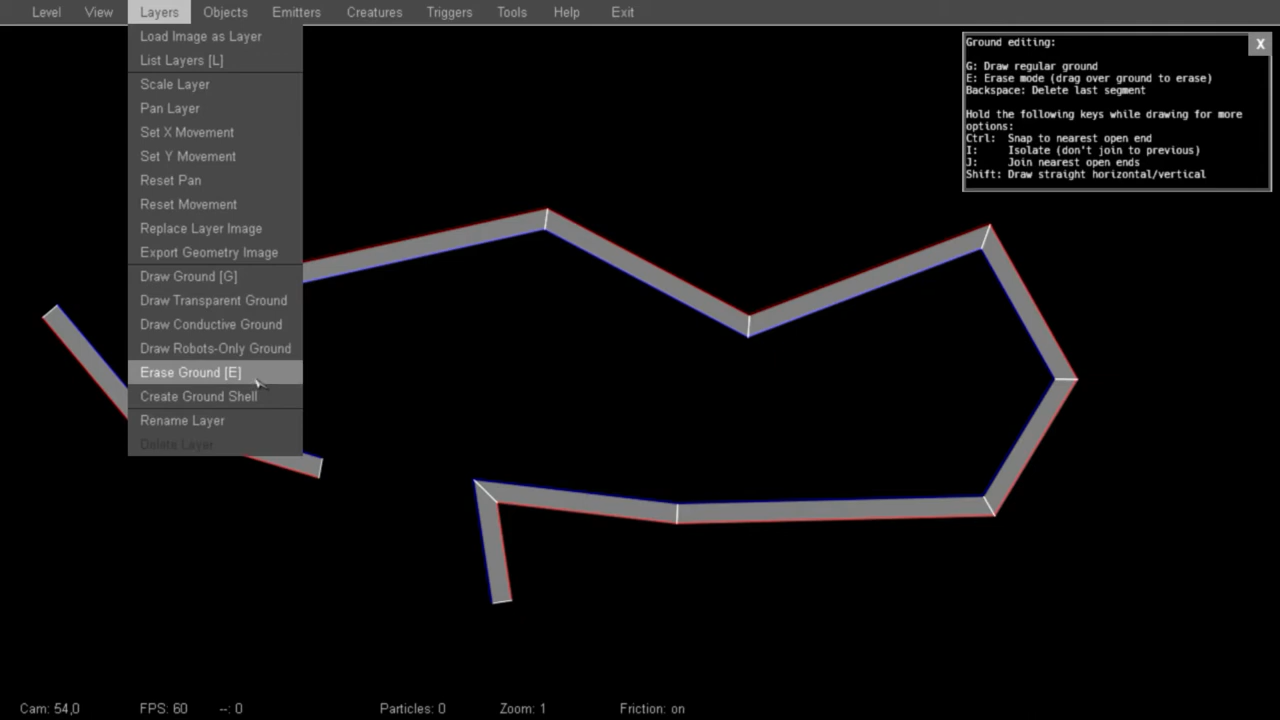 Level View Layers Objects Emitters Creatures Triggers Tools Help Exit
Load Image as Layer
List Layers [L]
Scale Layer
Pan Layer
Set X Movement
Set Y Movement
Reset Pan
Reset Movement
Replace Layer Image
Export Geometry Image
Draw Ground [G]
Draw Transparent Ground
Draw Conductive Ground
Draw Robots-Only Ground
Erase Ground [E]
Create Ground Shell
Rename Layer
Delete Layer
Ground editing:
X
G: Draw regular ground
E: Erase mode (drag over ground to erase)
Backspace: Delete last segment
Hold the following keys while drawing for more
options:
Ctrl: Snap to nearest open end
I: Isolate (don't join to previous)
J: Join nearest open ends
Shift: Draw straight horizontal/vertical
Cam: 54,0 FPS: 60 --: 0 Particles: 0 Zoom: 1 Friction: on